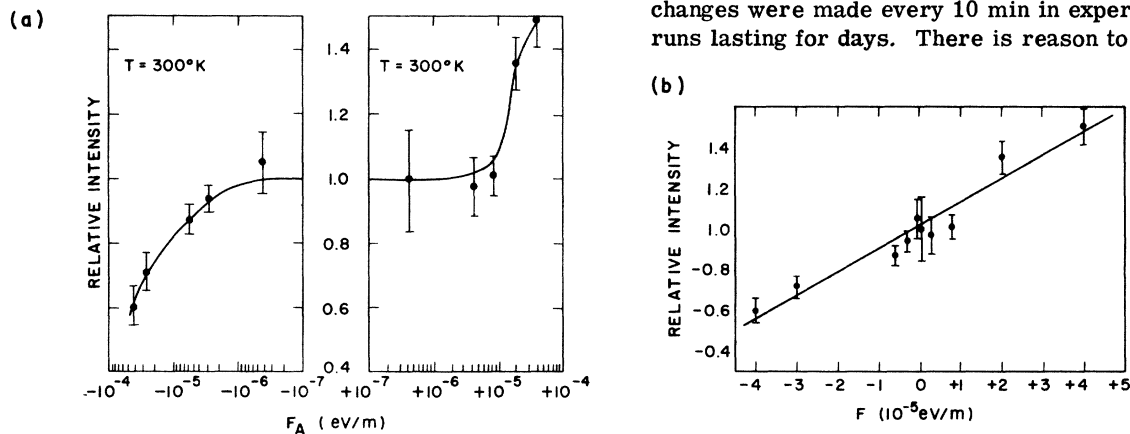 (a)
RELATIVE INTENSITY
T = 300°K
T = 300°K
1.4
1.2
1.0
0.8
0.6
0.4
-10⁻⁴ -10⁻⁵ -10⁻⁶ -10⁻⁷
+10⁻⁷ +10⁻⁶ +10⁻⁵ -10⁻⁴
F_A (eV/m)
changes were made every 10 min in exper
runs lasting for days. There is reason to
(b)
RELATIVE INTENSITY
1.4
1.2
1.0
-0.8
-0.6
-0.4
-4 -3 -2 -1 0 +1 +2 +3 +4 +5
F (10⁻⁵eV/m)